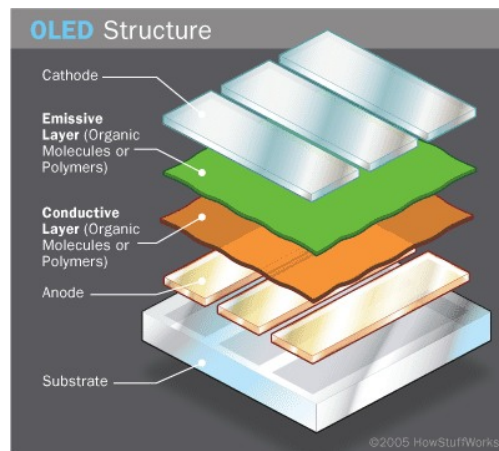 OLED Structure
Cathode
Emissive
Layer (Organic
Molecules or
Polymers)
Conductive
Layer (Organic
Molecules or
Polymers)
Anode
Substrate
©2005 HowStuffWorks